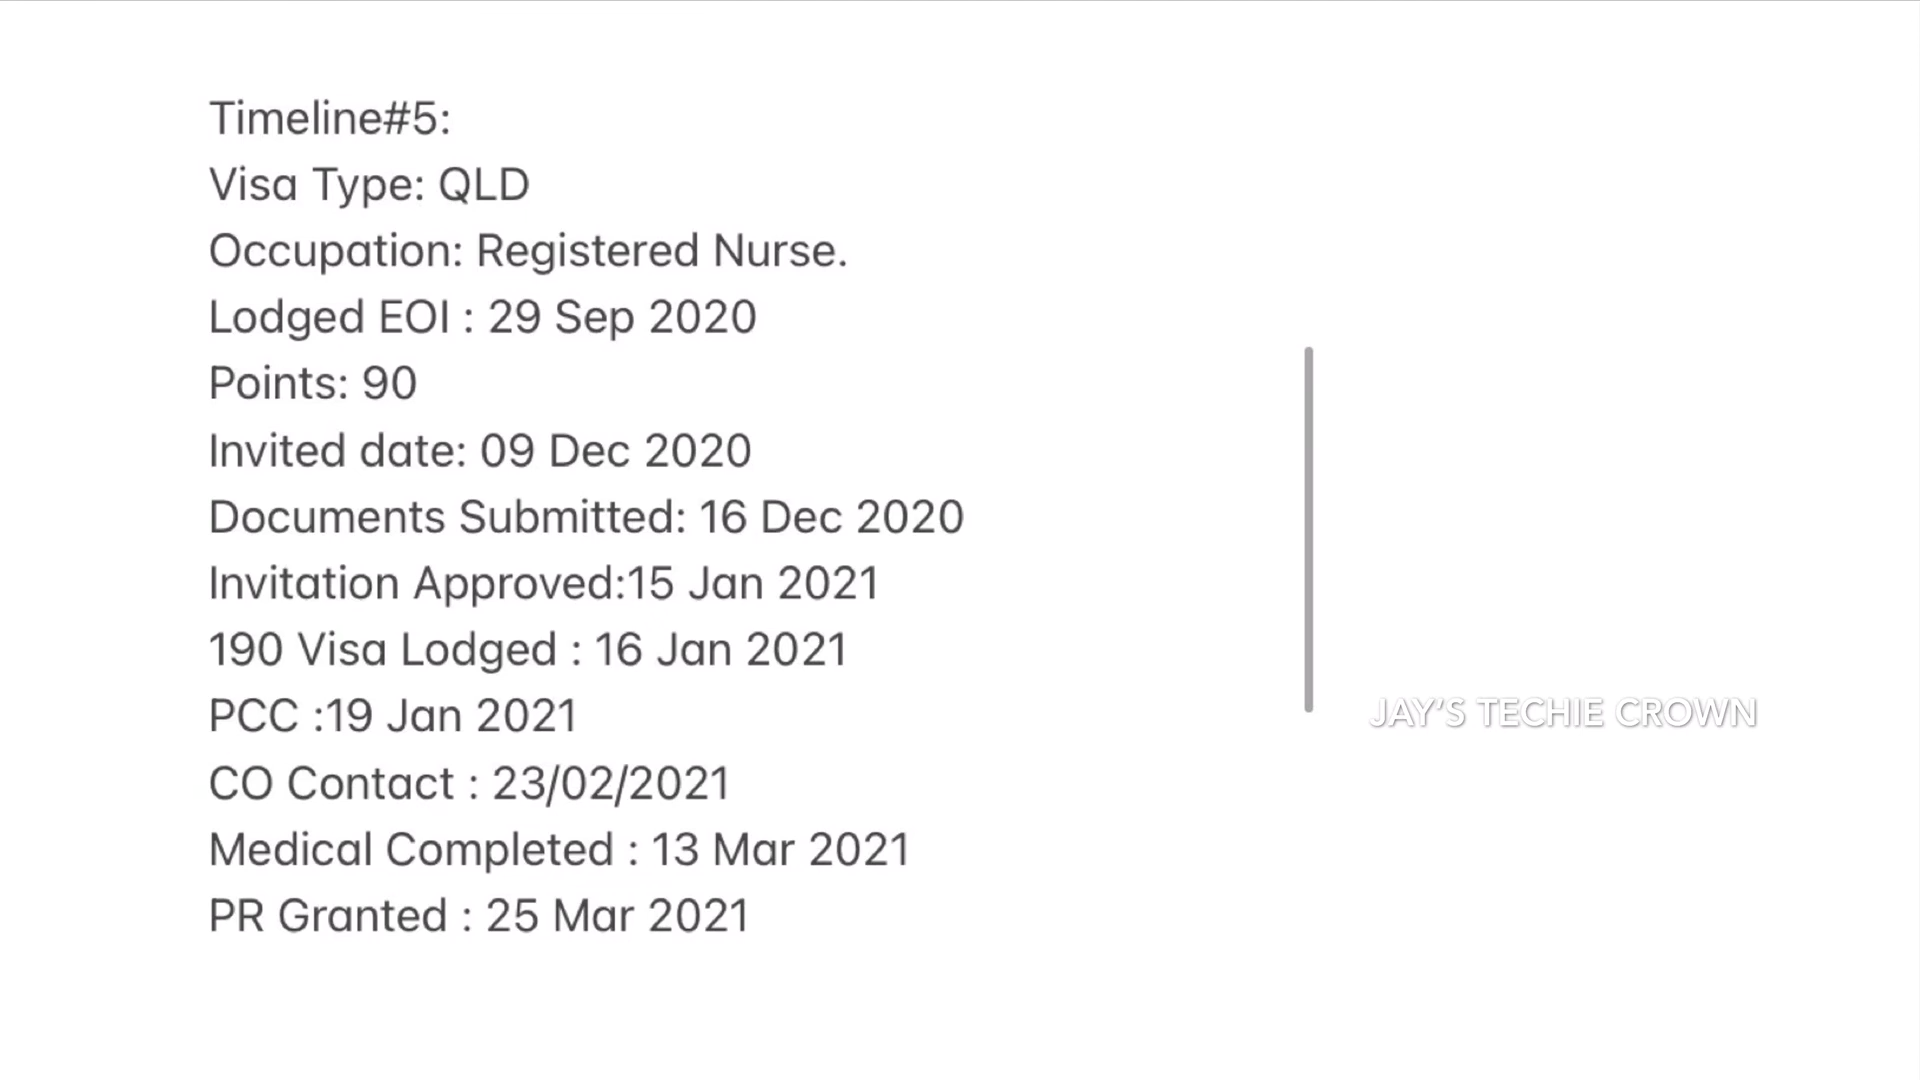 Timeline#5:
Visa Type: QLD
Occupation: Registered Nurse.
Lodged EOI : 29 Sep 2020
Points: 90
Invited date: 09 Dec 2020
Documents Submitted: 16 Dec 2020
Invitation Approved:15 Jan 2021
190 Visa Lodged : 16 Jan 2021
PCC :19 Jan 2021
CO Contact : 23/02/2021
Medical Completed : 13 Mar 2021
PR Granted : 25 Mar 2021
JAY'S TECHIE CROWN